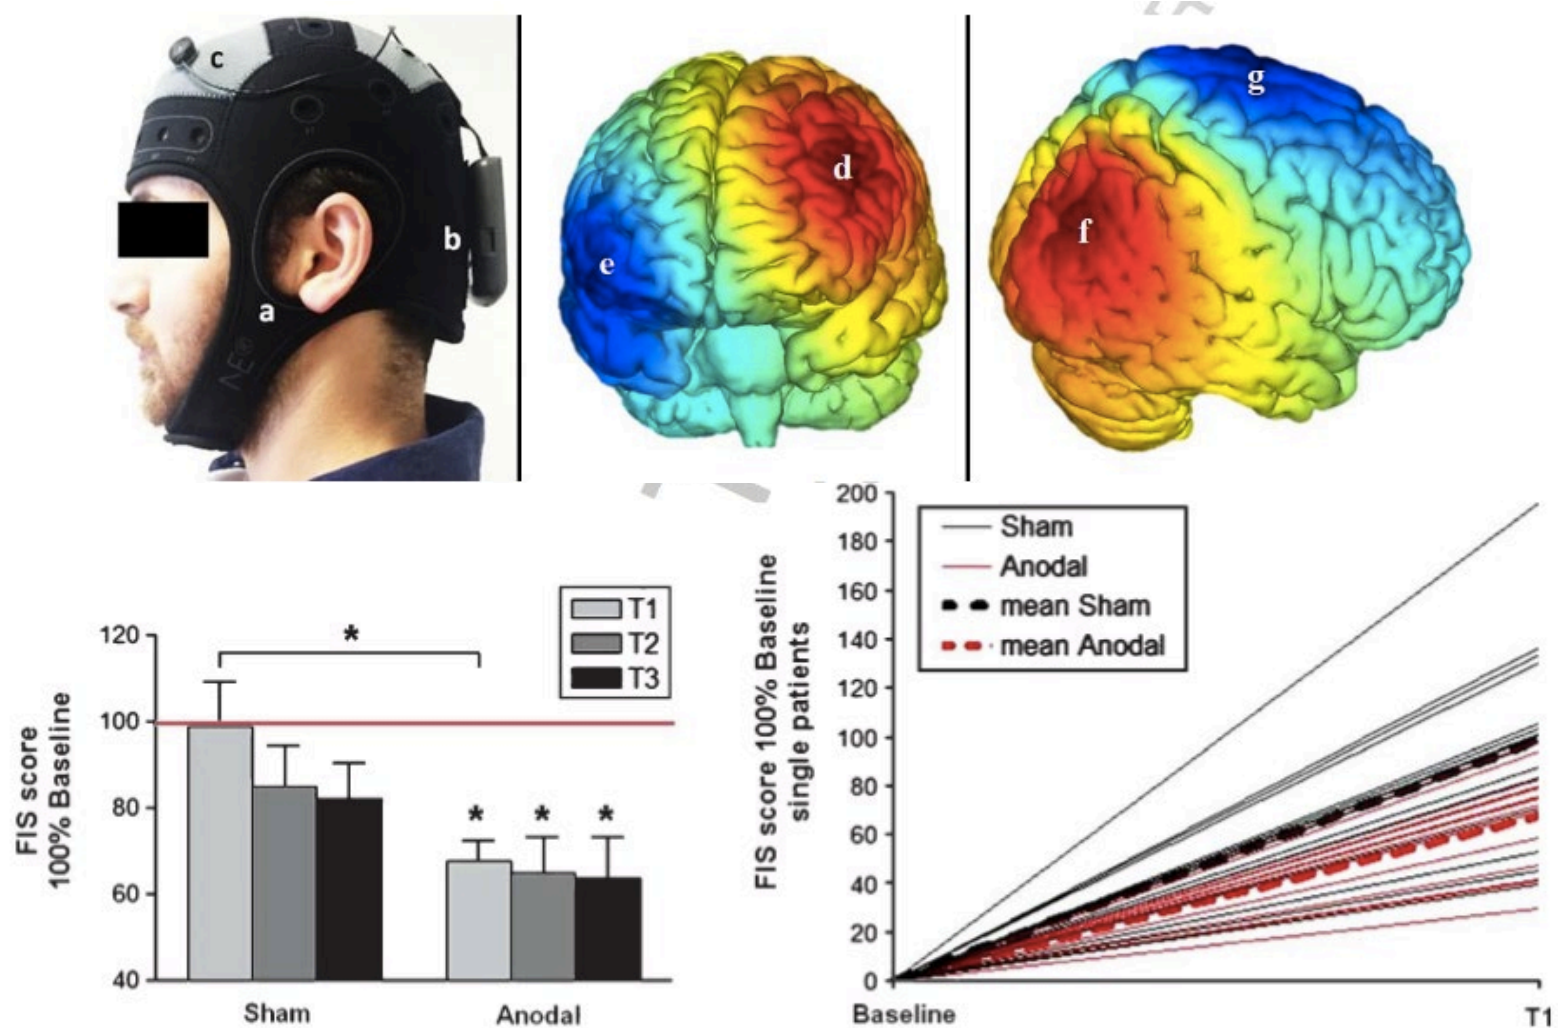 c
b
a
d
e
f
g
120
100
80
60
40
FIS score
100% Baseline
*
T1
T2
T3
* * *
Sham Anodal
200
180
160
140
120
100
80
60
40
20
0
FIS score 100% Baseline
single patients
Sham
Anodal
mean Sham
mean Anodal
Baseline T1